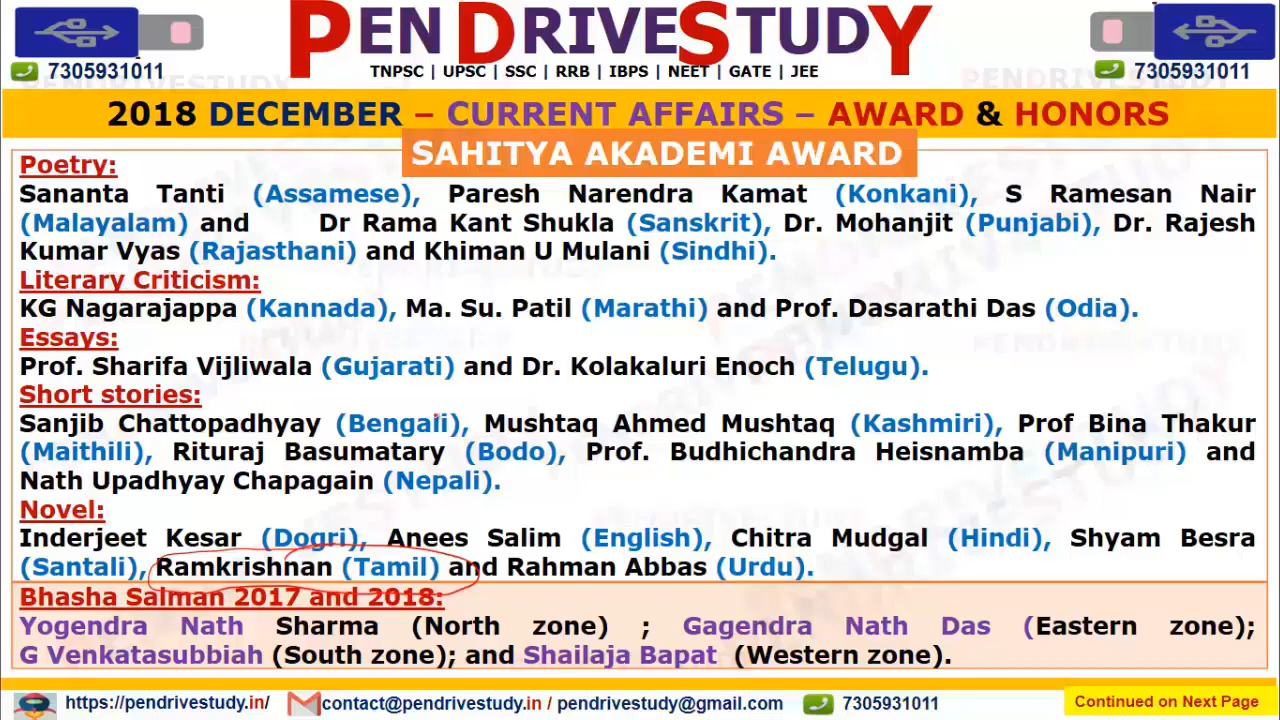 PENDRIVESTUDY
TNPSC | UPSC | SSC | RRB | IBPS | NEET | GATE | JEE
7305931011
7305931011
2018 DECEMBER – CURRENT AFFAIRS – AWARD & HONORS
SAHITYA AKADEMI AWARD
Poetry:
Sananta Tanti (Assamese), Paresh Narendra Kamat (Konkani), S Ramesan Nair
(Malayalam) and Dr Rama Kant Shukla (Sanskrit), Dr. Mohanjit (Punjabi), Dr. Rajesh
Kumar Vyas (Rajasthani) and Khiman U Mulani (Sindhi).
Literary Criticism:
KG Nagarajappa (Kannada), Ma. Su. Patil (Marathi) and Prof. Dasarathi Das (Odia).
Essays:
Prof. Sharifa Vijliwala (Gujarati) and Dr. Kolakaluri Enoch (Telugu).
Short stories:
Sanjib Chattopadhyay (Bengali), Mushtaq Ahmed Mushtaq (Kashmiri), Prof Bina Thakur
(Maithili), Rituraj Basumatary (Bodo), Prof. Budhichandra Heisnamba (Manipuri) and
Nath Upadhyay Chapagain (Nepali).
Novel:
Inderjeet Kesar (Dogri), Anees Salim (English), Chitra Mudgal (Hindi), Shyam Besra
(Santali), Ramkrishnan (Tamil) and Rahman Abbas (Urdu).
Bhasha Salman 2017 and 2018:
Yogendra Nath Sharma (North zone) ; Gagendra Nath Das (Eastern zone);
G Venkatasubbiah (South zone); and Shailaja Bapat (Western zone).
https://pendrivestudy.in/ contact@pendrivestudy.in / pendrivestudy@gmail.com 7305931011 Continued on Next Page